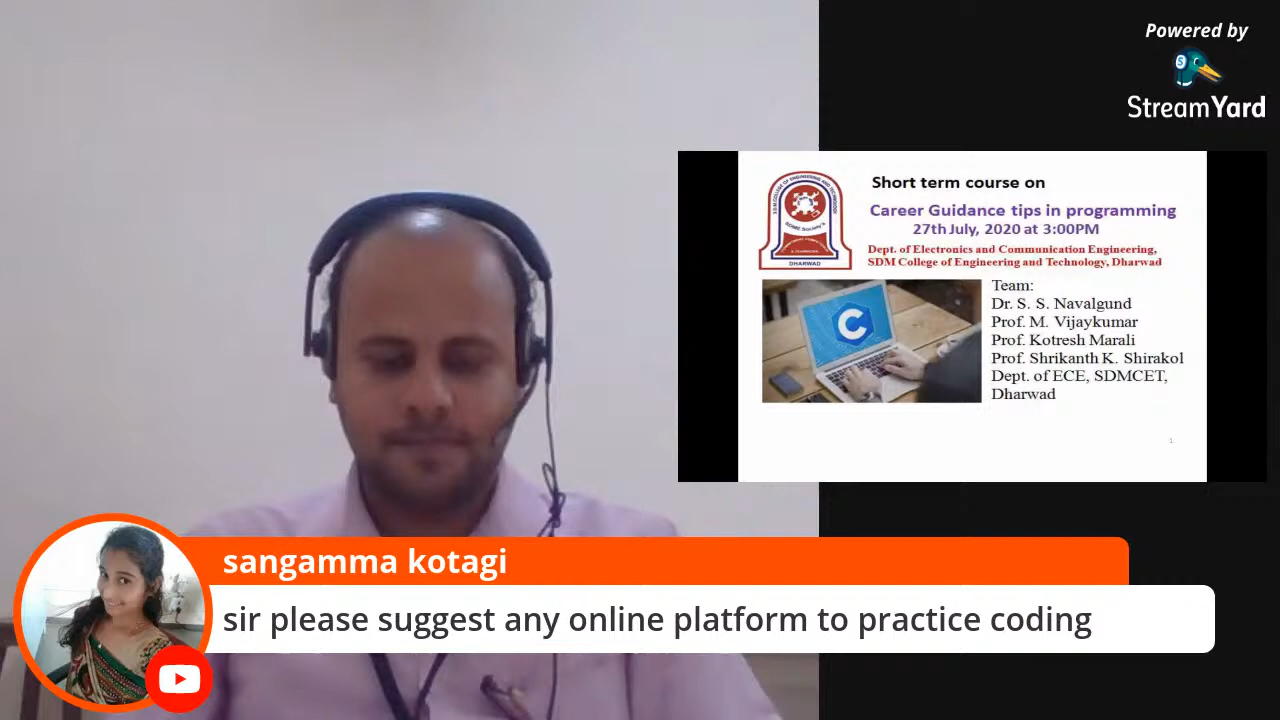 Powered by
StreamYard
Short term course on
Career Guidance tips in programming
27th July, 2020 at 3:00PM
Dept. of Electronics and Communication Engineering,
SDM College of Engineering and Technology, Dharwad
DHARWAD
C
Team:
Dr. S. S. Navalgund
Prof. M. Vijaykumar
Prof. Kotresh Marali
Prof. Shrikanth K. Shirakol
Dept. of ECE, SDMCET,
Dharwad
1
sangamma kotagi
sir please suggest any online platform to practice coding